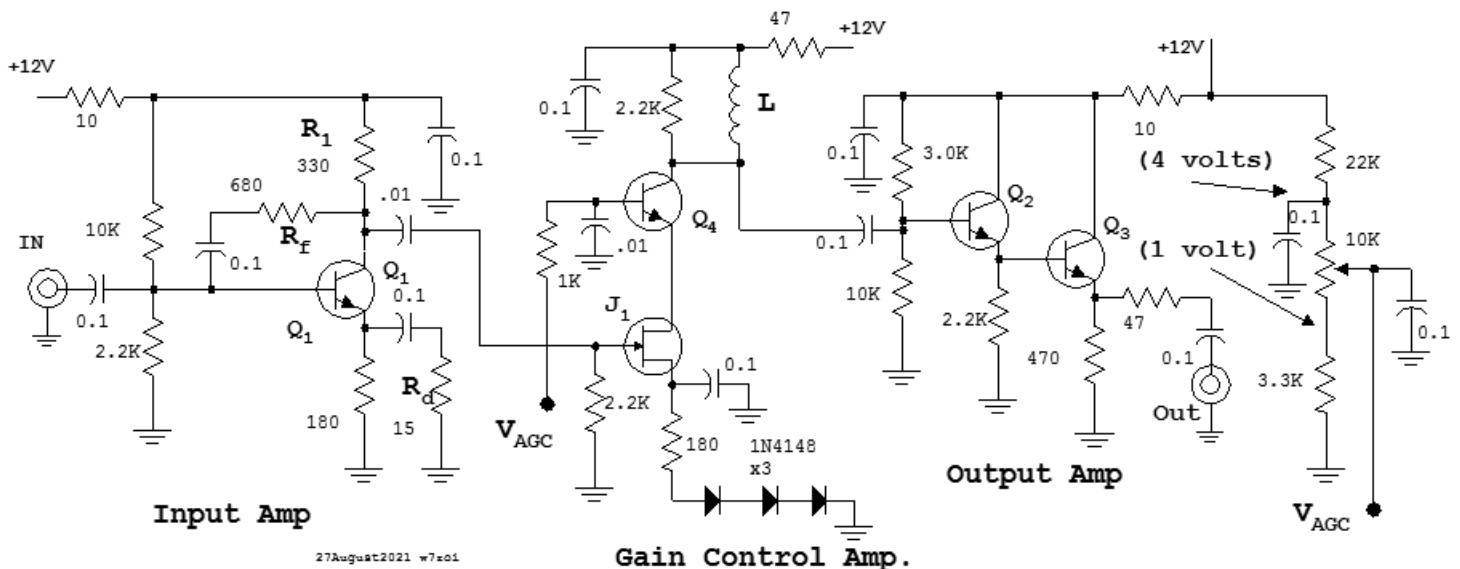 +12V
10
R1
330
0.1
680
Rf
.01
10K
IN
0.1
0.1
Q1
Q1
0.1
2.2K
180
Rd
15
Input Amp
27August2021 w7zoi
47
+12V
0.1
2.2K
L
Q4
.01
1K
J1
VAGC
2.2K
0.1
180
1N4148
x3
Gain Control Amp.
+12V
10
0.1
3.0K
Q2
0.1
10K
Q3
2.2K
470
47
0.1
Out
Output Amp
22K
(4 volts)
0.1
10K
(1 volt)
0.1
3.3K
VAGC